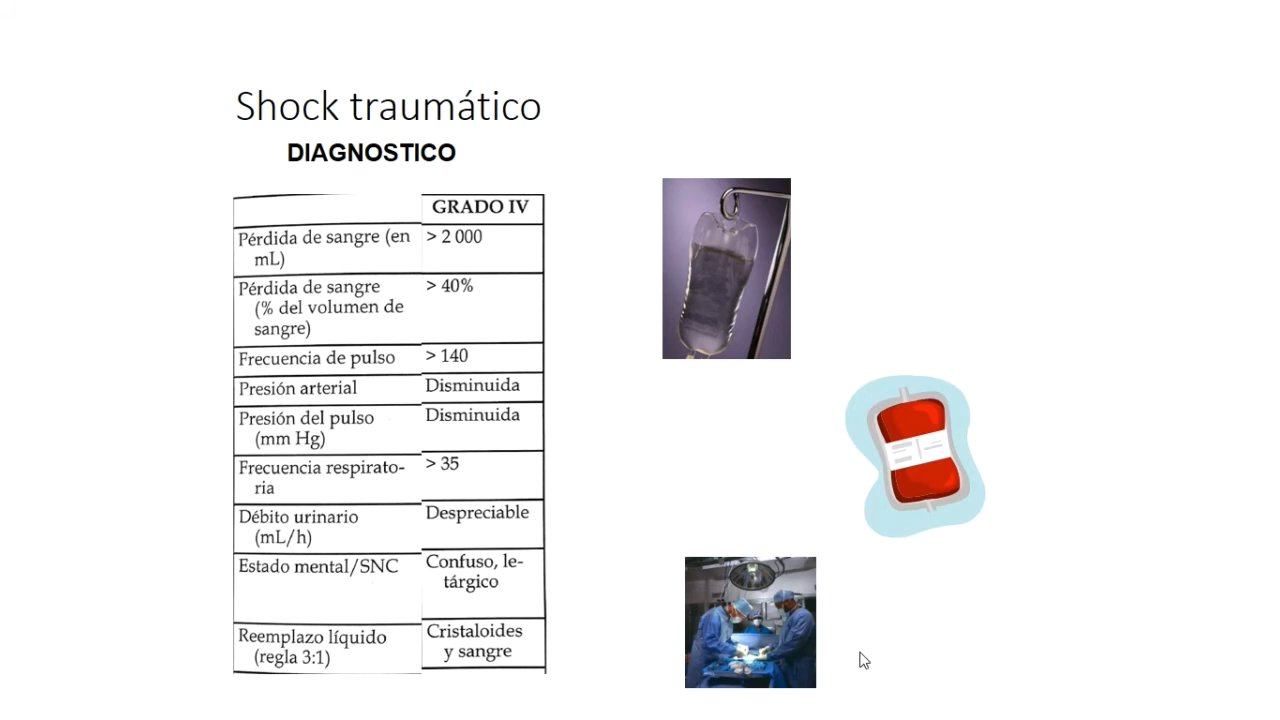 Shock traumático
DIAGNOSTICO
GRADO IV
Pérdida de sangre (en
mL)
> 2 000
Pérdida de sangre
(% del volumen de
sangre)
> 40%
Frecuencia de pulso
> 140
Presión arterial
Disminuida
Presión del pulso
(mm Hg)
Disminuida
Frecuencia respirato-
ria
> 35
Débito urinario
(mL/h)
Despreciable
Estado mental/SNC
Confuso, le-
tárgico
Reemplazo líquido
(regla 3:1)
Cristaloides
y sangre